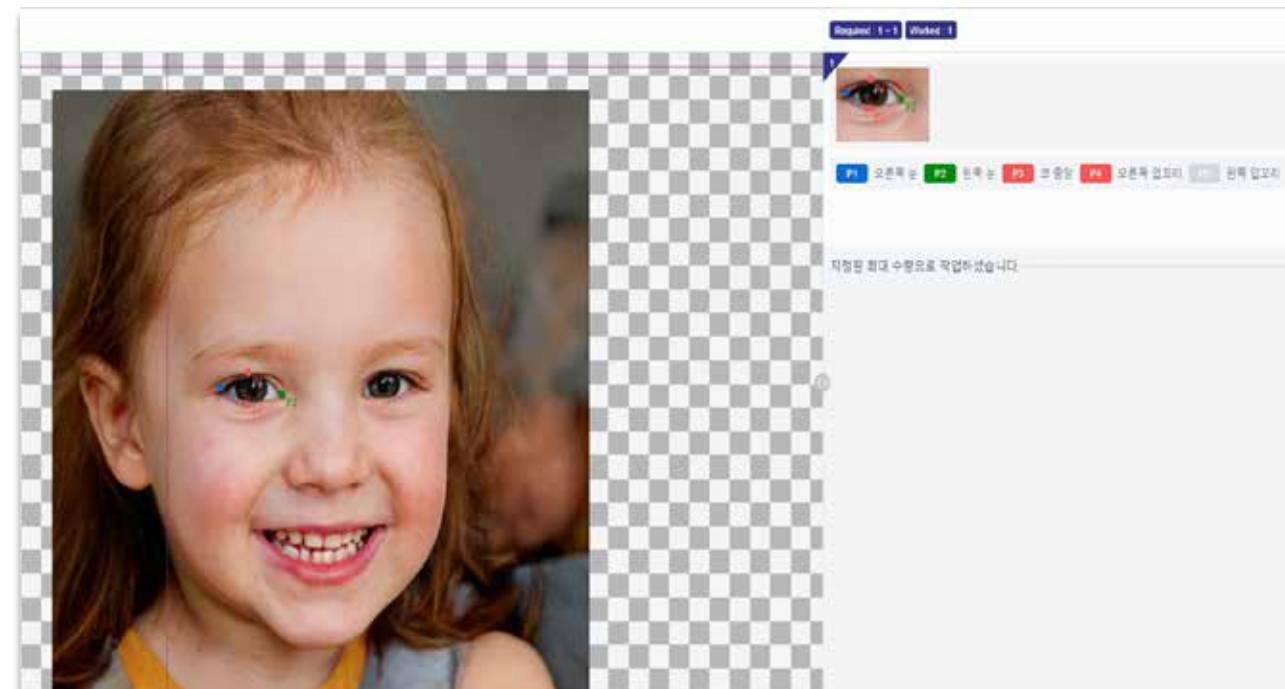 Required 1 - 1 Worked 1
1
P1 오른쪽 눈 P2 왼쪽 눈 P3 코 중앙 P4 오른쪽 입꼬리 왼쪽 입꼬리
지정된 최대 수량으로 작업하셨습니다
P2